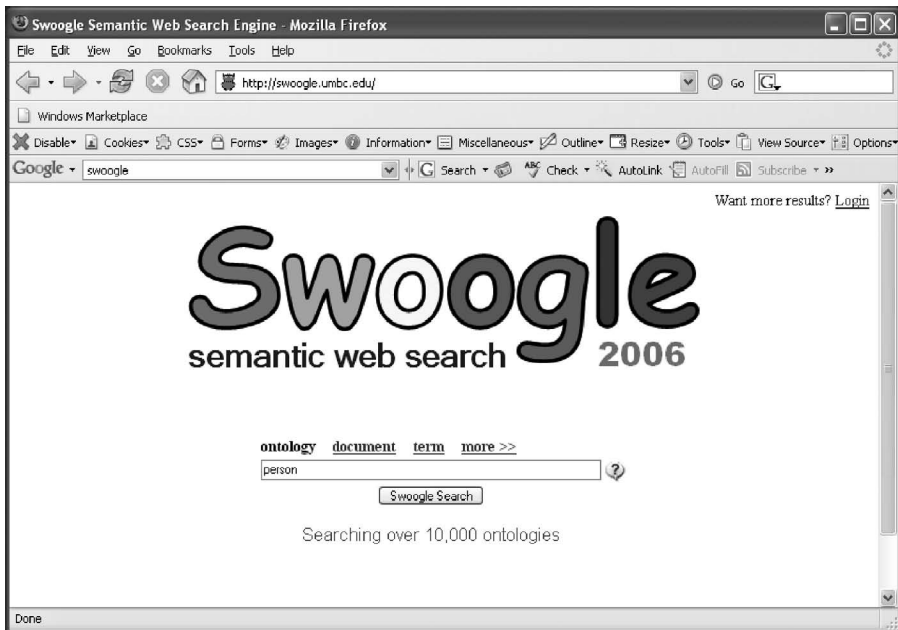 Swoogle Semantic Web Search Engine - Mozilla Firefox
File Edit View Go Bookmarks Tools Help
http://swoogle.umbc.edu/ Go G
Windows Marketplace
Disable Cookies CSS Forms Images Information Miscellaneous Outline Resize Tools View Source Options
Google swoogle G Search ABC Check AutoLink AutoFill Subscribe »
Want more results? Login
Swoogle
semantic web search 2006
ontology document term more >>
person ?
Swoogle Search
Searching over 10,000 ontologies
Done